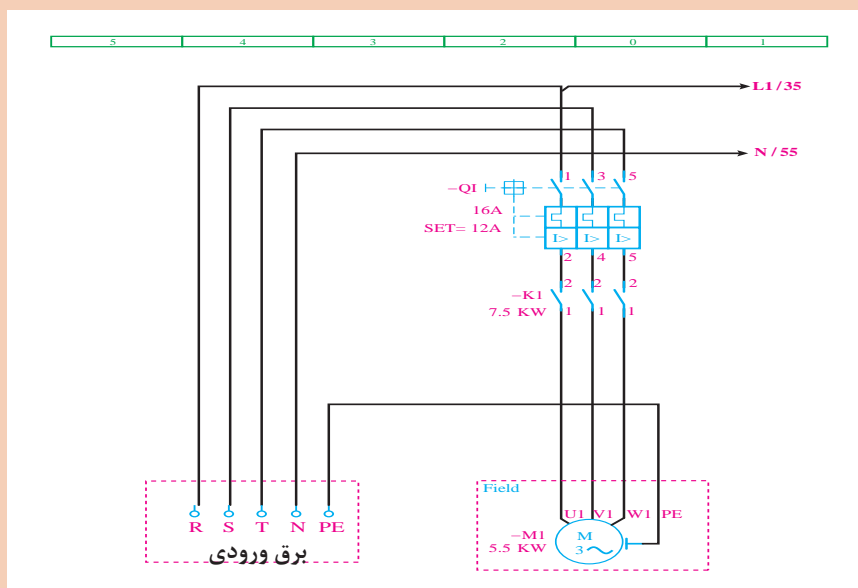 5 4 3 2 0 1
L1/35
N/55
1 3 5
-QI
16A
SET= 12A
I> I> I>
2 4 5
2 2 2
-K1
7.5 KW
1 1 1
Field
U1 V1 W1 PE
R S T N PE
برق ورودی
-M1
5.5 KW
M
3